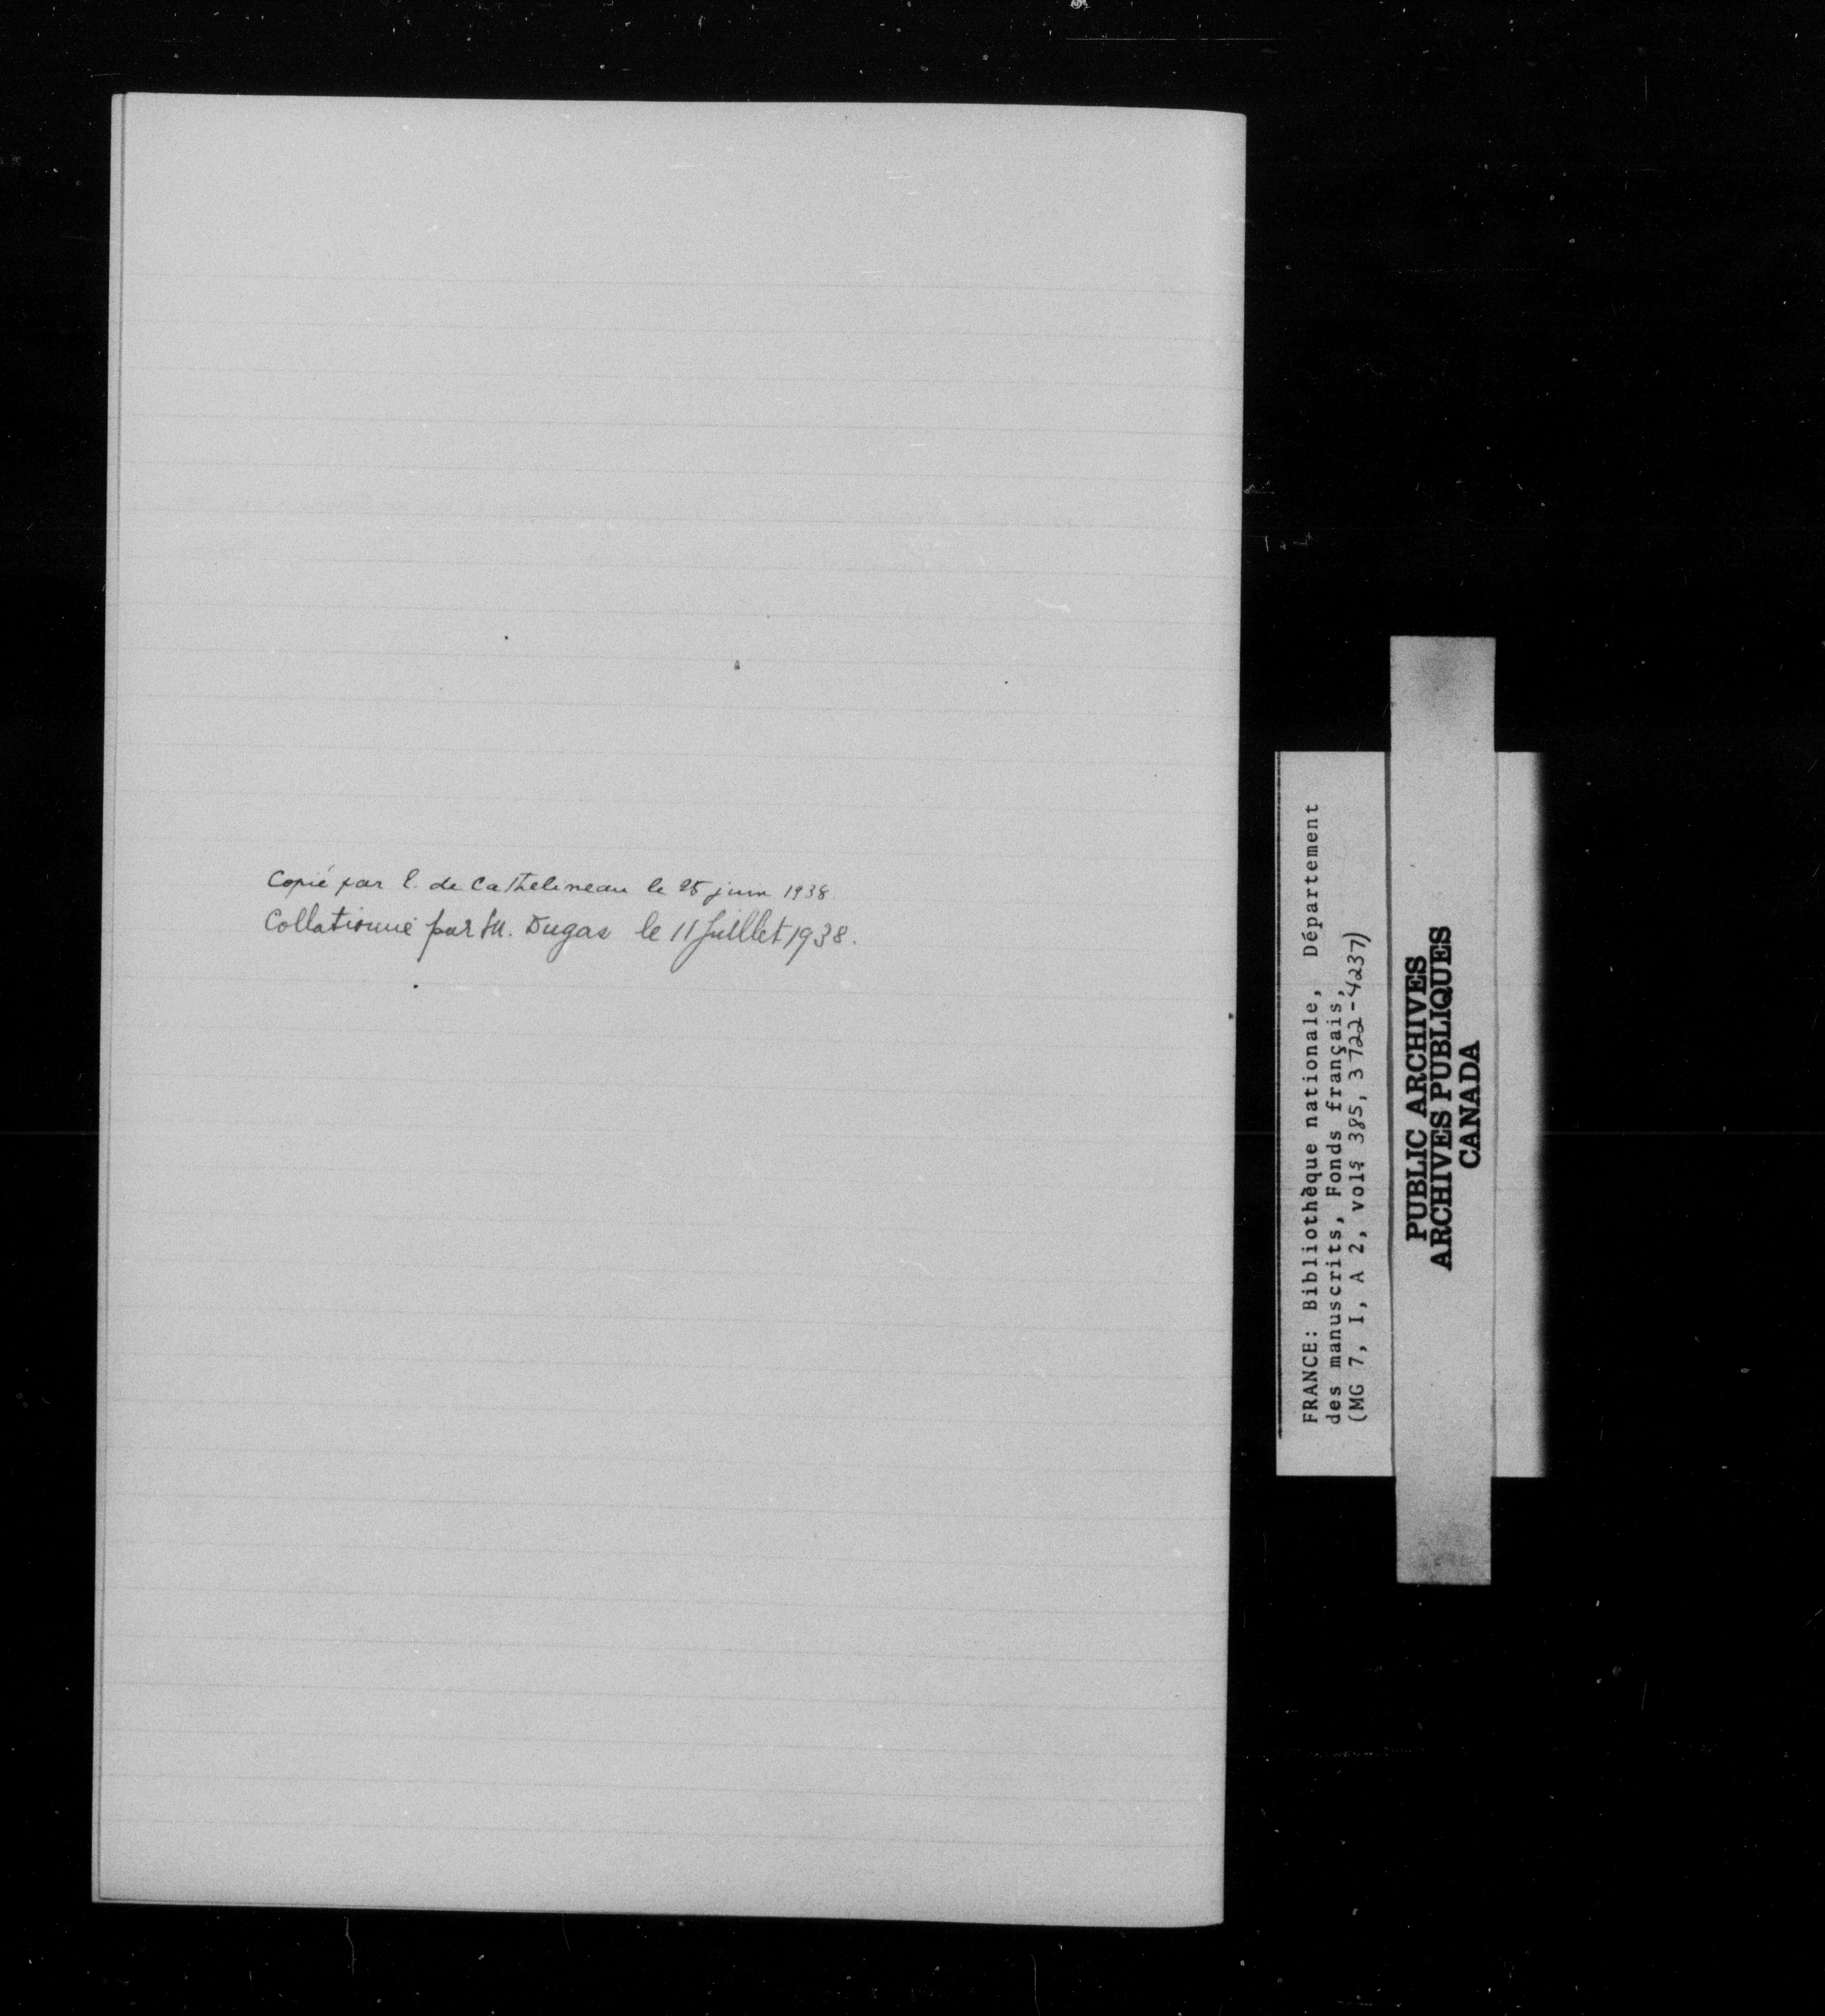 Copié par E. de Cathelineau le 25 juin 1938.
Collationné par M. Dugas le 11 Juillet 1938.
FRANCE: Bibliothèque nationale, Département
des manuscrits, Fonds français,
(MG 7, I, A 2, vols 385, 3722-4237)
PUBLIC ARCHIVES
ARCHIVES PUBLIQUES
CANADA